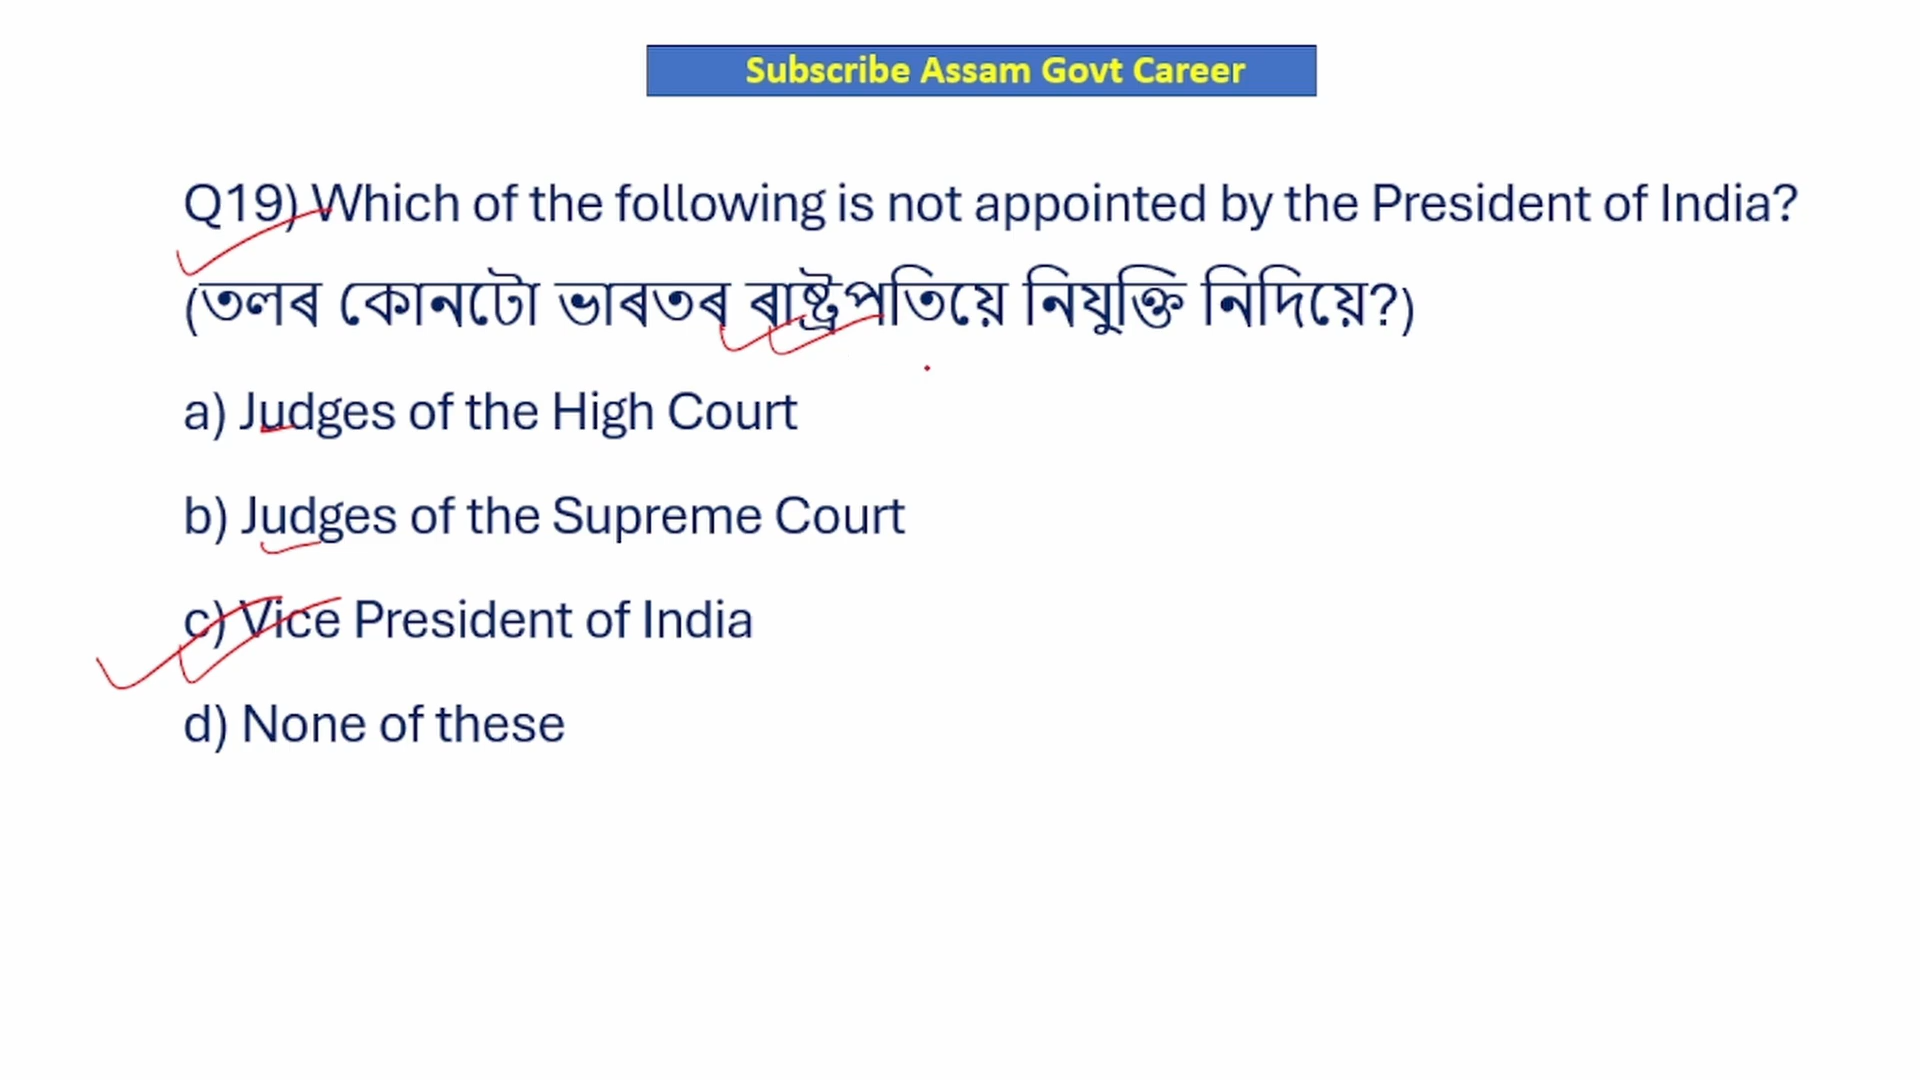 Subscribe Assam Govt Career
Q19) Which of the following is not appointed by the President of India?
(তলৰ কোনটো ভাৰতৰ ৰাষ্ট্ৰপতিয়ে নিযুক্তি নিদিয়ে?)
a) Judges of the High Court
b) Judges of the Supreme Court
c) Vice President of India
d) None of these